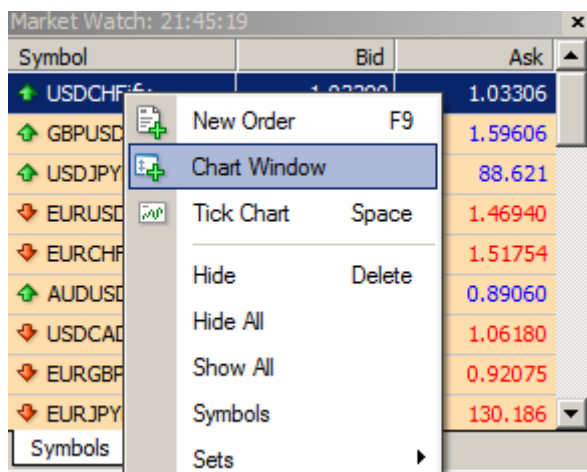 Market Watch: 21:45:19
Symbol Bid Ask
USDCHF 1.03306
New Order F9
GBPUSD 1.59606
Chart Window
USDJPY 88.621
Tick Chart Space
EURUSD 1.46940
EURCHF 1.51754
Hide Delete
AUDUSD 0.89060
Hide All
USDCAD 1.06180
Show All
EURGBP 0.92075
Symbols
EURJPY 130.186
Symbols
Sets